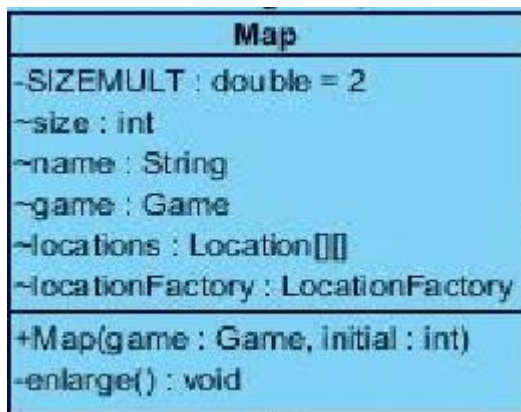 Map
-SIZEMULT : double = 2
~size : int
~name : String
~game : Game
~locations : Location[][]
~locationFactory : LocationFactory
+Map(game : Game, initial : int)
-enlarge() : void